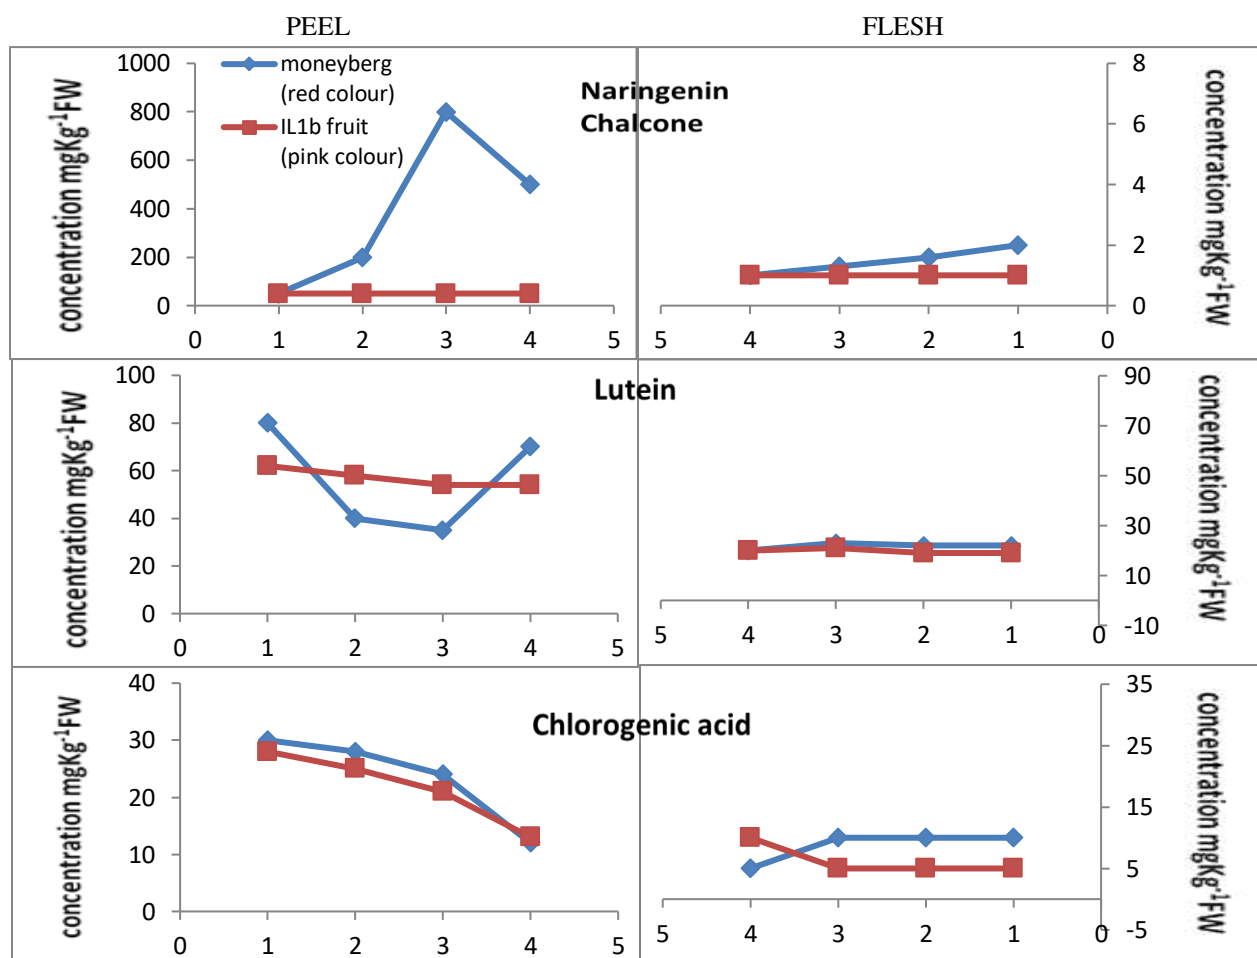 PEEL
FLESH
concentration mgKg-1FW
1000
800
600
400
200
0
0 1 2 3 4 5
moneyberg
(red colour)
IL1b fruit
(pink colour)
Naringenin
Chalcone
8
6
4
2
0
5 4 3 2 1 0
concentration mgKg-1FW
concentration mgKg-1FW
100
80
60
40
20
0
0 1 2 3 4 5
Lutein
90
70
50
30
10
-10
5 4 3 2 1 0
concentration mgKg-1FW
concentration mgKg-1FW
40
30
20
10
0
0 1 2 3 4 5
Chlorogenic acid
35
25
15
5
-5
5 4 3 2 1 0
concentration mgKg-1FW